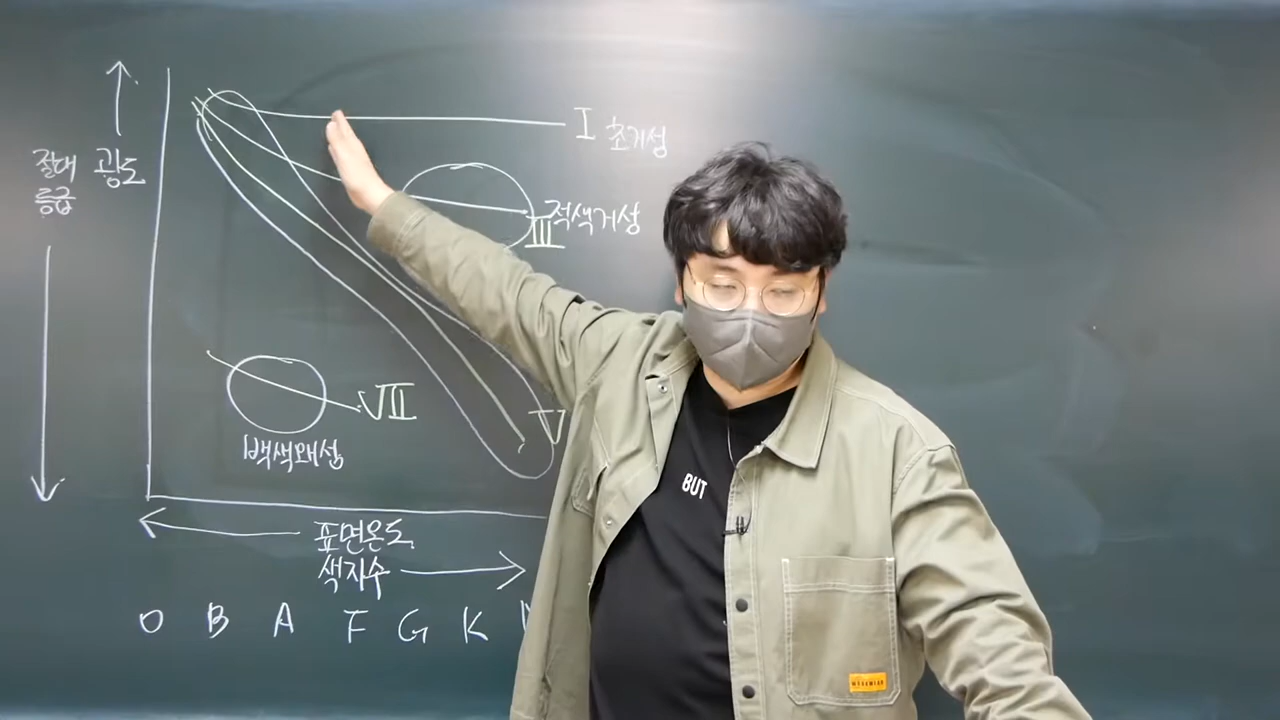 I 초거성
절대 광도
등급
III 적색거성
VII
백색왜성
V
표면온도
색지수
O B A F G K
BUT